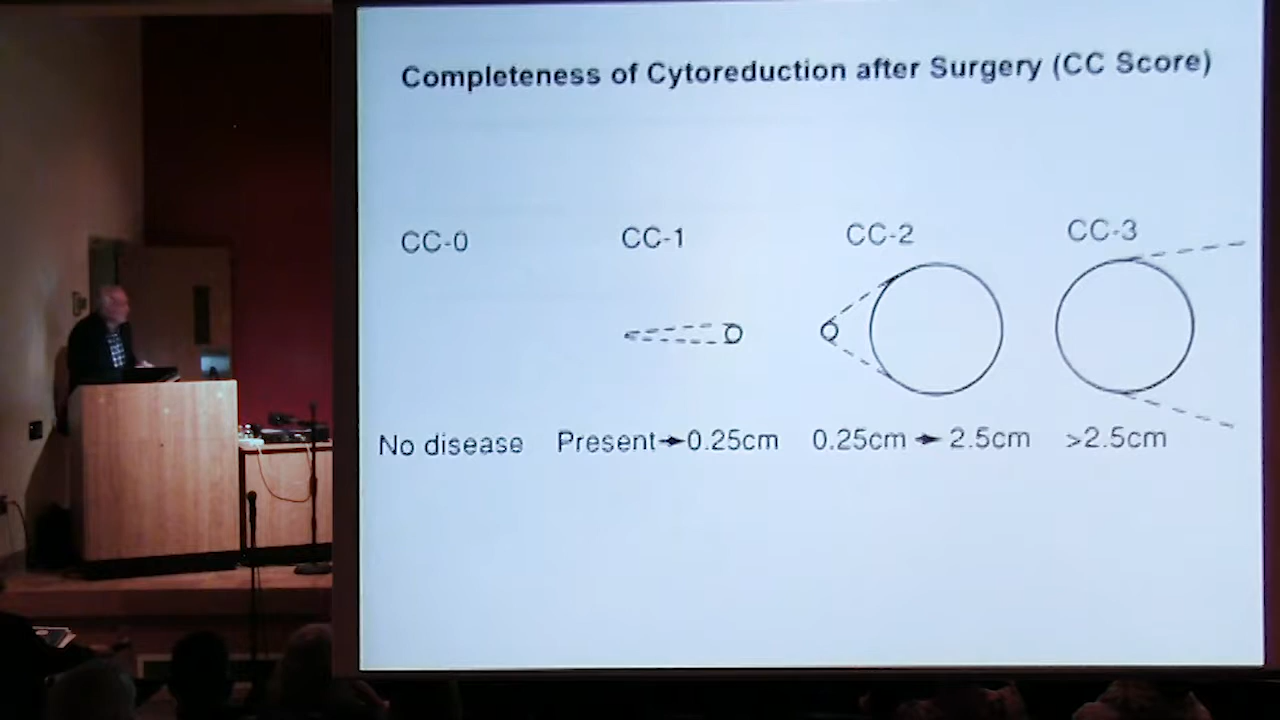 Completeness of Cytoreduction after Surgery (CC Score)
CC-0 CC-1 CC-2 CC-3
No disease Present→0.25cm 0.25cm → 2.5cm >2.5cm